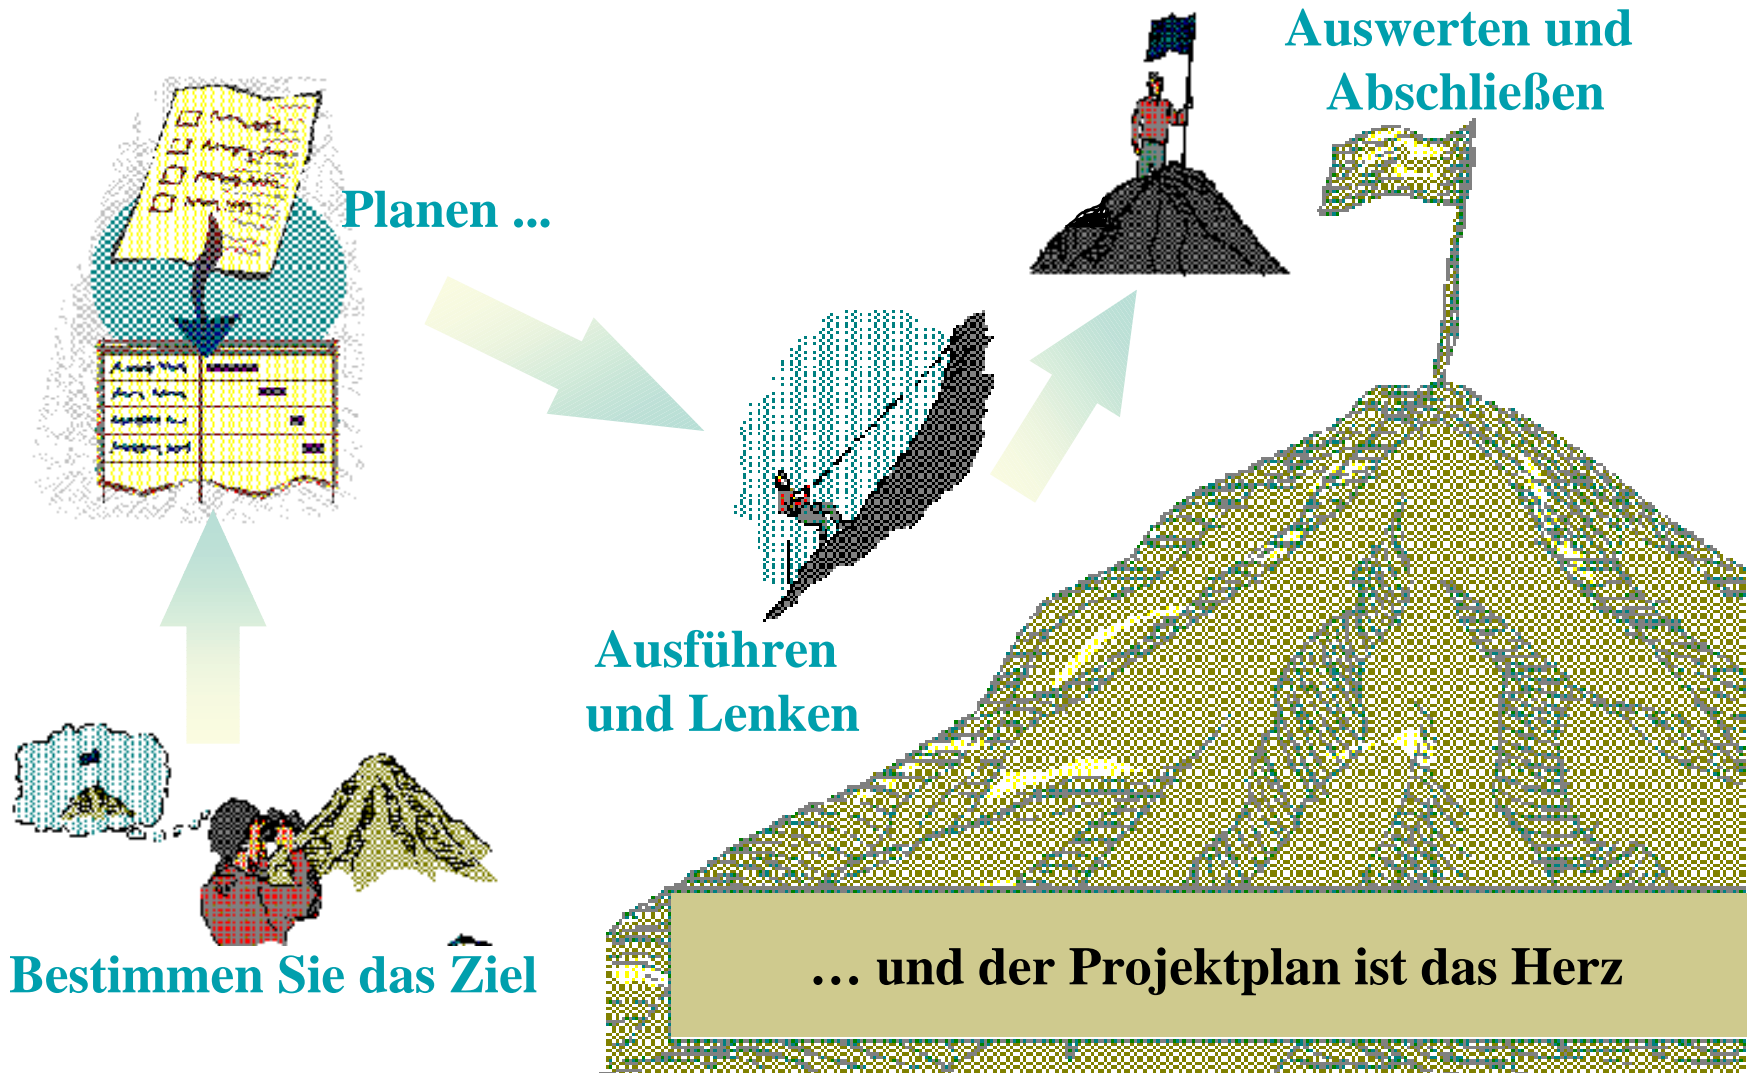 Auswerten und
Abschließen
Planen ...
Ausführen
und Lenken
Bestimmen Sie das Ziel
… und der Projektplan ist das Herz